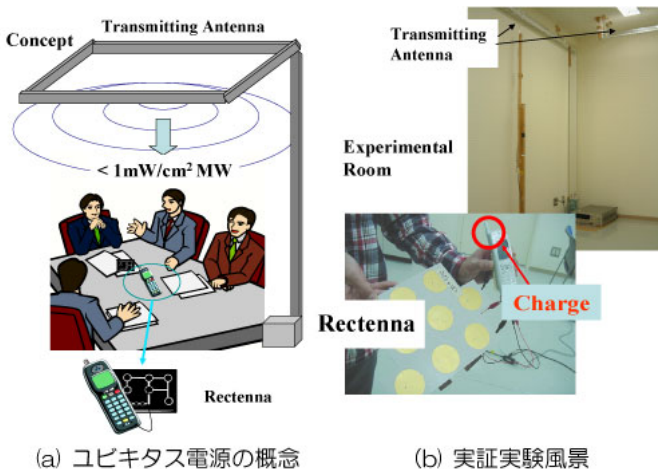 Concept
Transmitting Antenna
< 1mW/cm² MW
Rectenna
(a) ユビキタス電源の概念
Transmitting
Antenna
Experimental
Room
Charge
Rectenna
(b) 実証実験風景